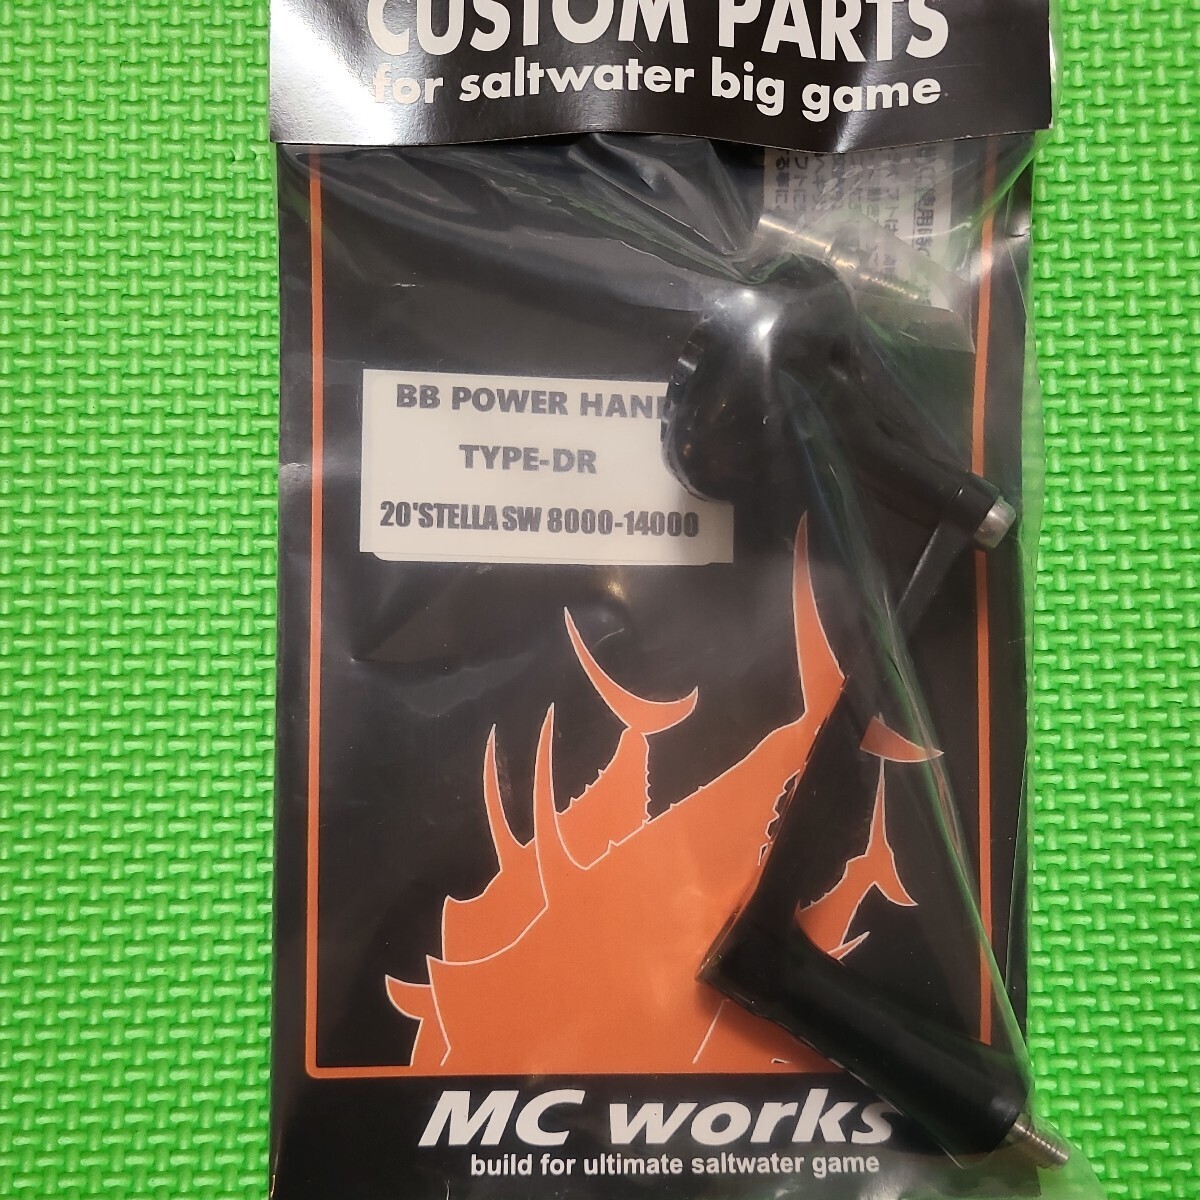 CUSTOM PARTS
for saltwater big game
BB POWER HAND
TYPE-DR
20'STELLA SW 8000-14000
MC works
build for ultimate saltwater game